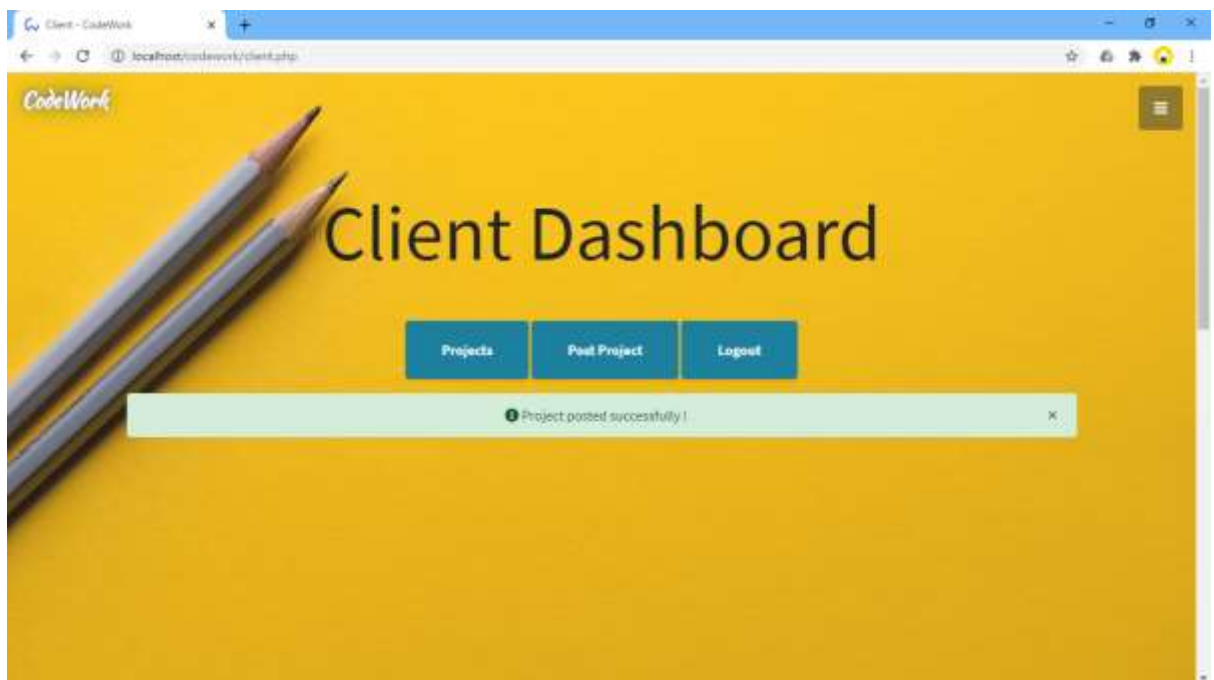 Client - CodeWork
localhost/codework/client.php
CodeWork
Client Dashboard
Projects
Post Project
Logout
Project posted successfully !